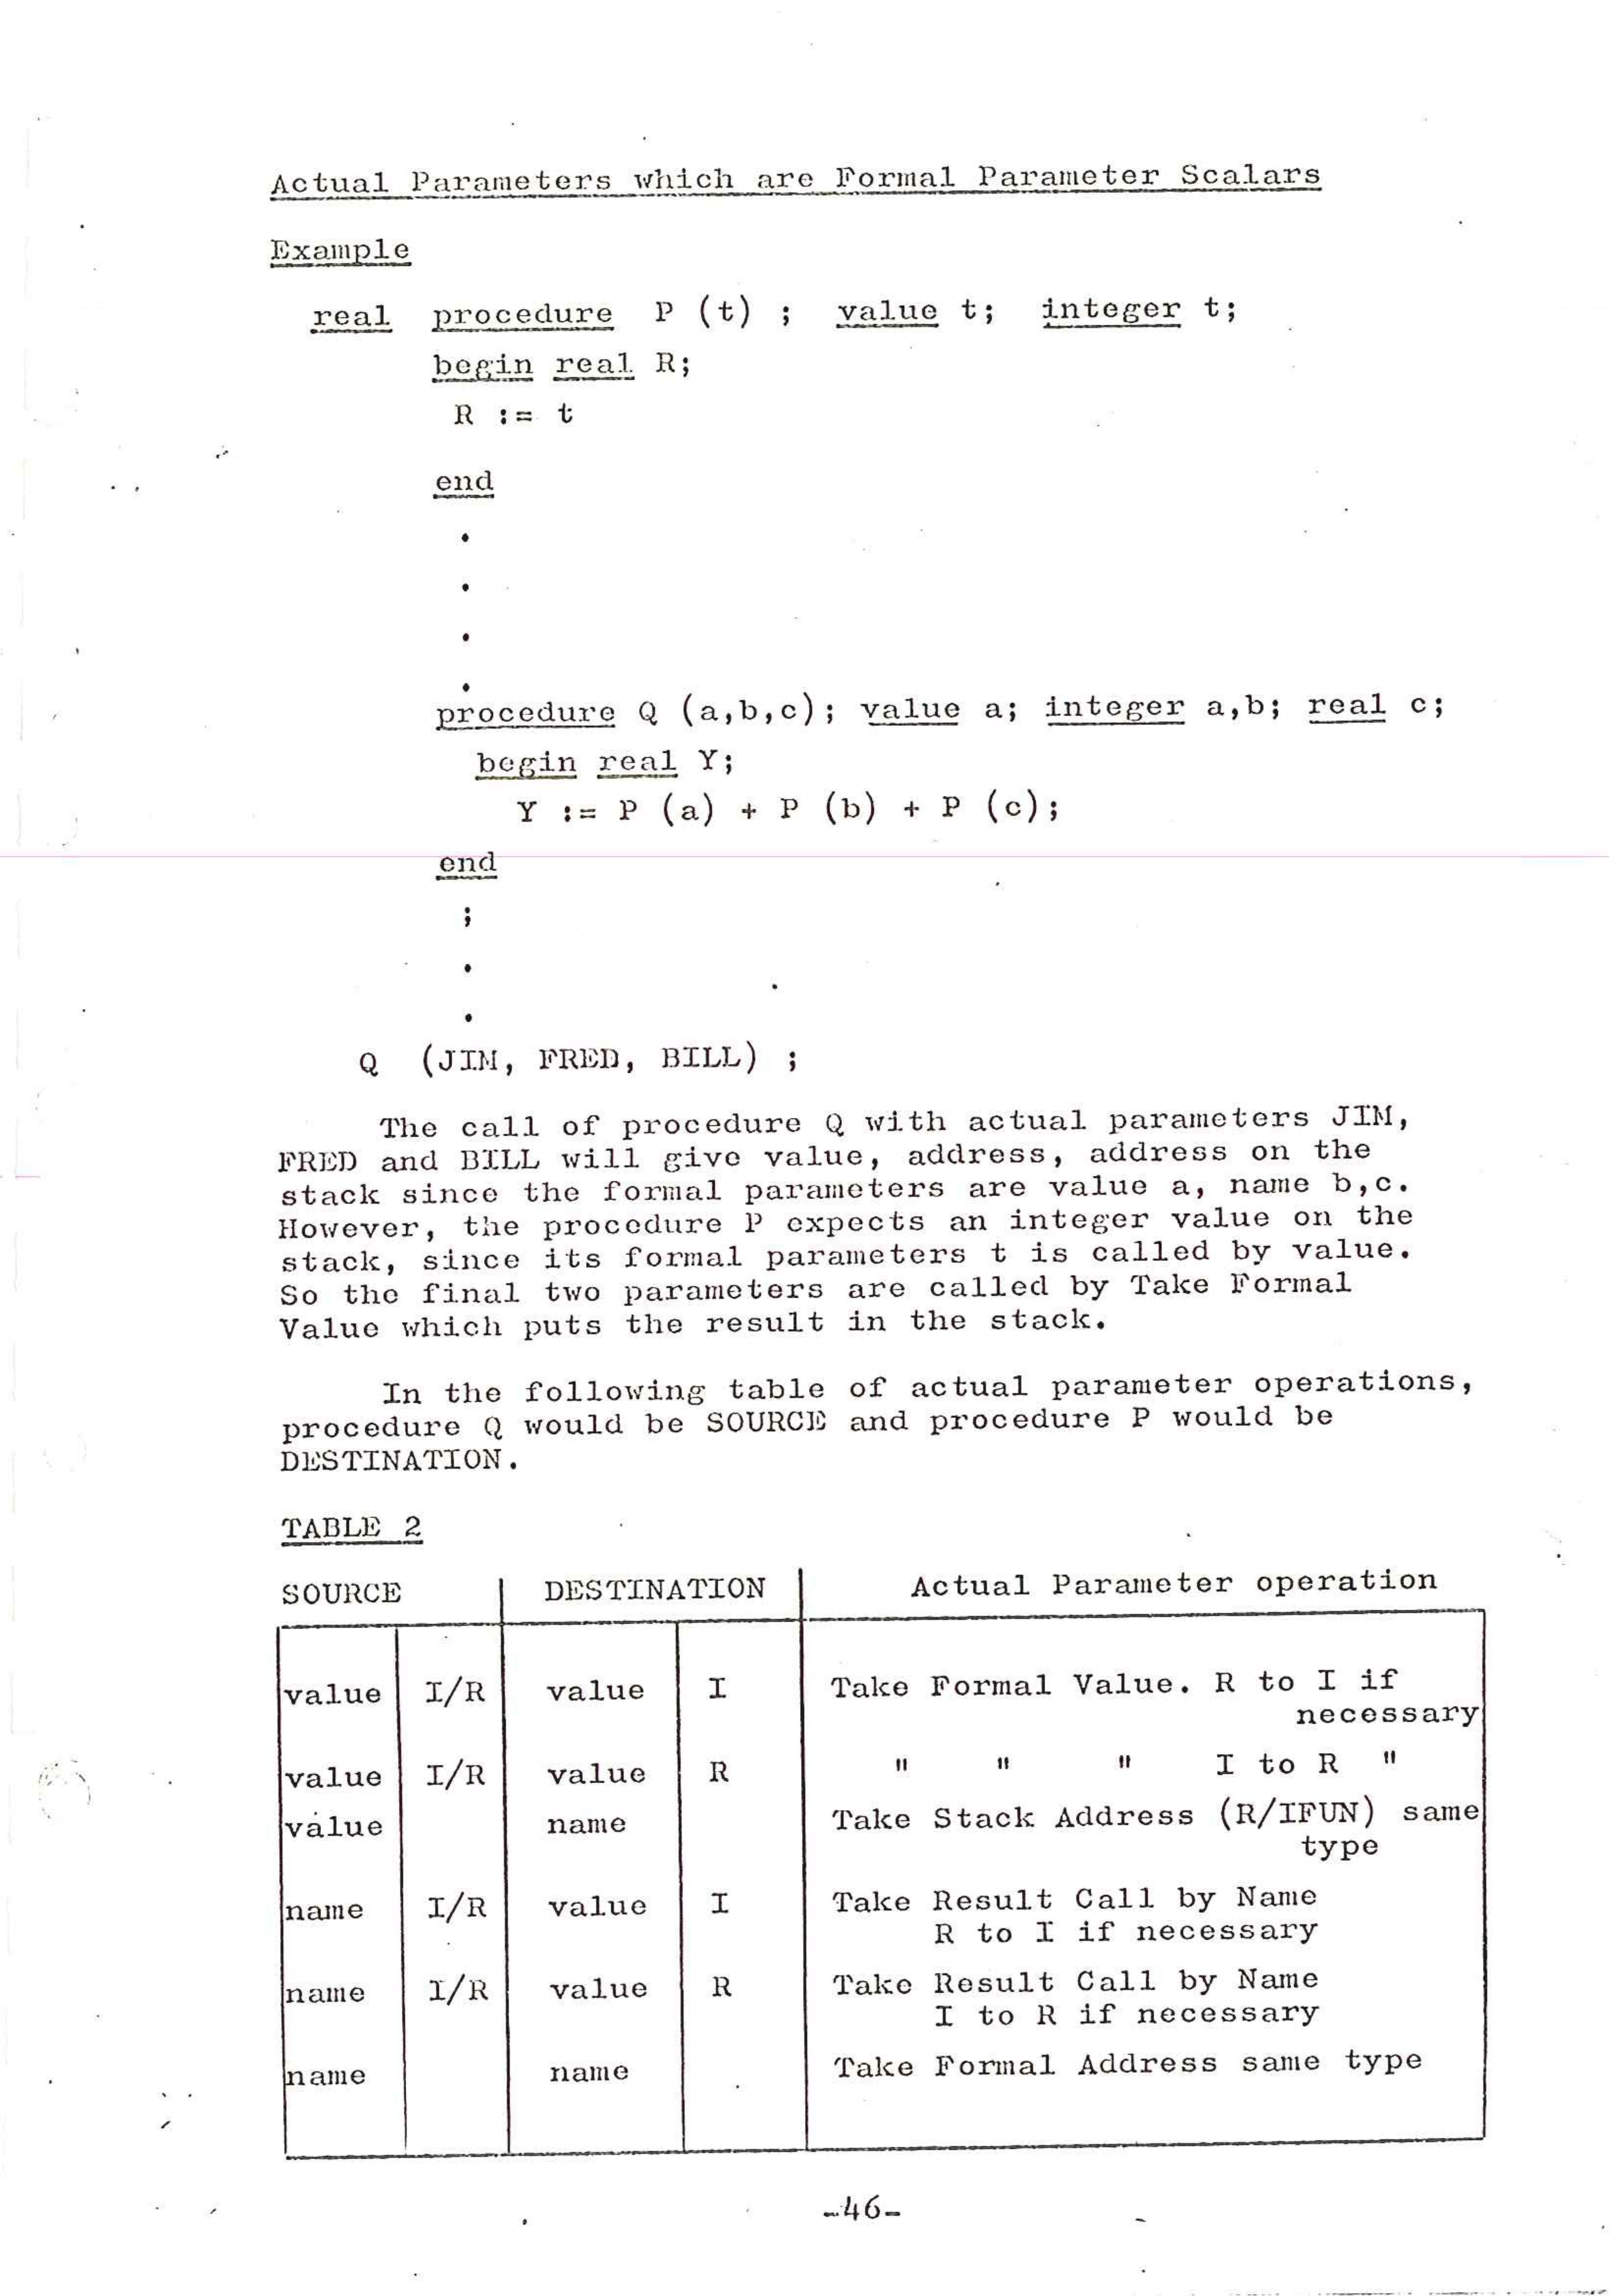 Actual Parameters which are Formal Parameter Scalars
Example
real procedure P (t) ; value t; integer t;
begin real R;
R := t
end
.
.
.
.
procedure Q (a,b,c); value a; integer a,b; real c;
begin real Y;
Y := P (a) + P (b) + P (c);
end
;
.
.
Q (JIM, FRED, BILL) ;
The call of procedure Q with actual parameters JIM,
FRED and BILL will give value, address, address on the
stack since the formal parameters are value a, name b,c.
However, the procedure P expects an integer value on the
stack, since its formal parameters t is called by value.
So the final two parameters are called by Take Formal
Value which puts the result in the stack.
In the following table of actual parameter operations,
procedure Q would be SOURCE and procedure P would be
DESTINATION.
TABLE 2
SOURCE DESTINATION Actual Parameter operation
value I/R value I Take Formal Value. R to I if
necessary
value I/R value R " " " I to R "
value name Take Stack Address (R/IFUN) same
type
name I/R value I Take Result Call by Name
R to I if necessary
name I/R value R Take Result Call by Name
I to R if necessary
name name Take Formal Address same type
-46-